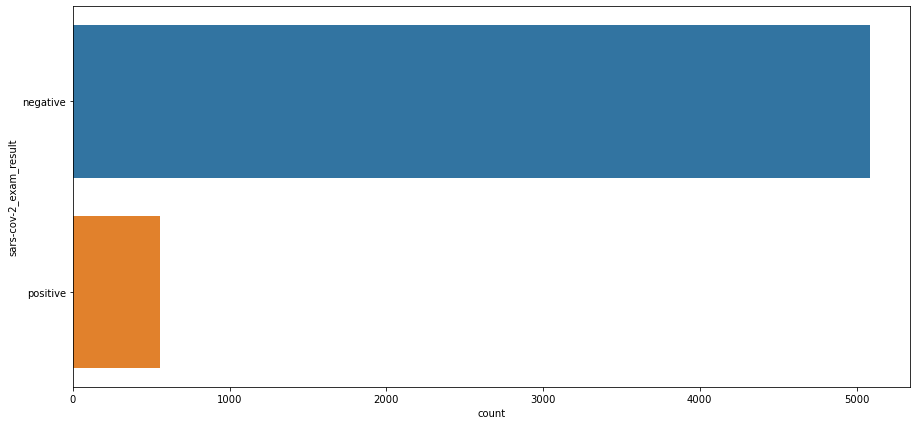 negative
sars-cov-2_exam_result
positive
0 1000 2000 3000 4000 5000
count